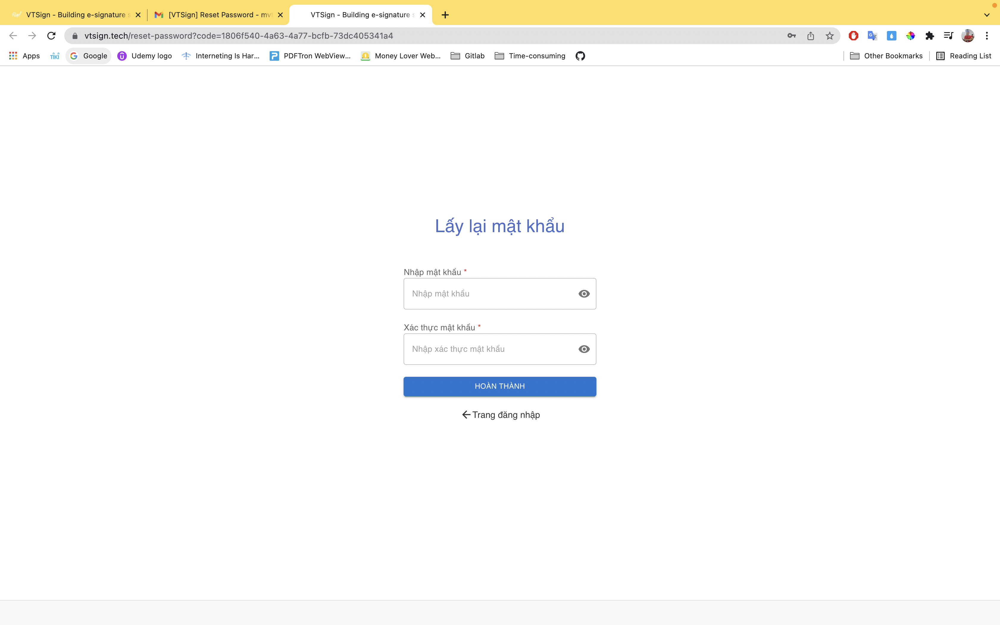 VTSign - Building e-signature s
[VTSign] Reset Password - mvt
VTSign - Building e-signature s
vtsign.tech/reset-password?code=1806f540-4a63-4a77-bcfb-73dc405341a4
Apps
TIKI
Google
Udemy logo
Interneting Is Har...
PDFTron WebView...
Money Lover Web...
Gitlab
Time-consuming
Other Bookmarks
Reading List
Lấy lại mật khẩu
Nhập mật khẩu *
Nhập mật khẩu
Xác thực mật khẩu *
Nhập xác thực mật khẩu
HOÀN THÀNH
Trang đăng nhập